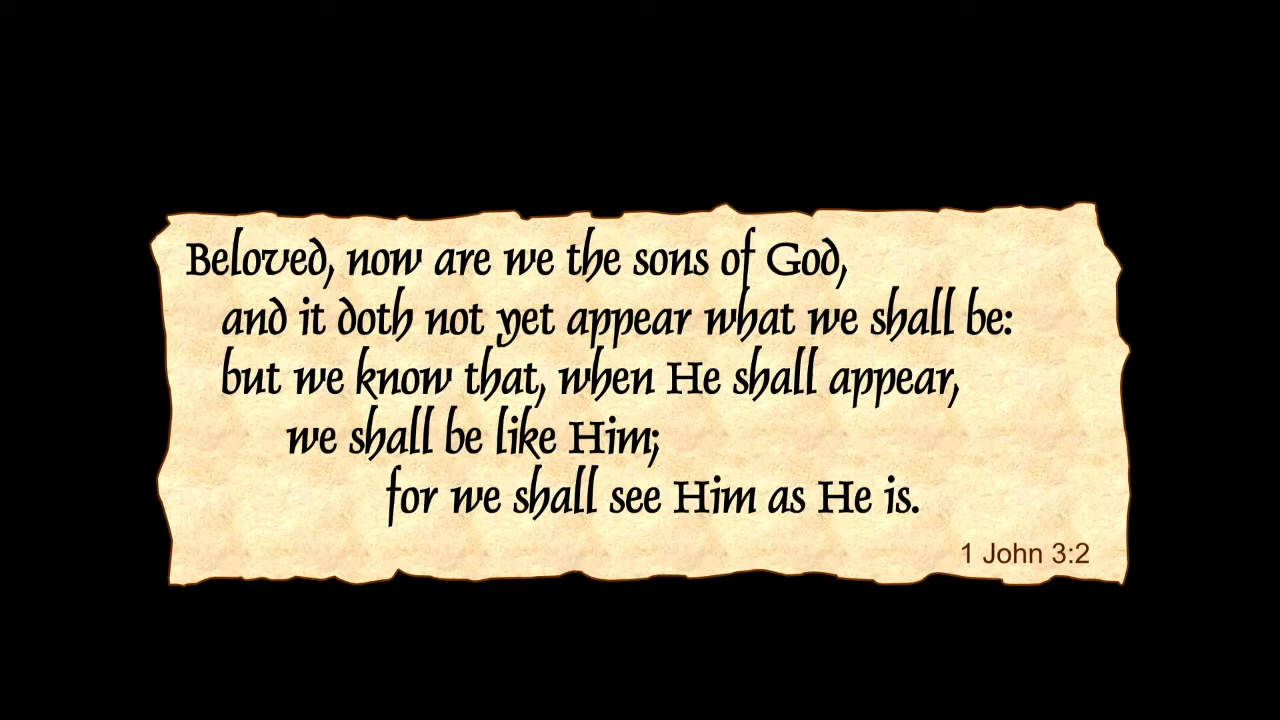 Beloved, now are we the sons of God,
and it doth not yet appear what we shall be:
but we know that, when He shall appear,
we shall be like Him;
for we shall see Him as He is.
1 John 3:2